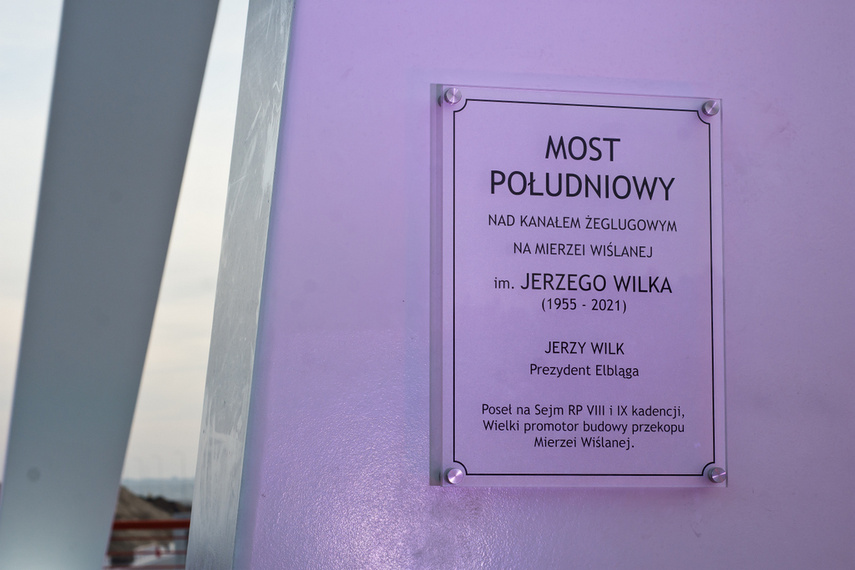 MOST
POŁUDNIOWY
NAD KANAŁEM ŻEGLUGOWYM
NA MIERZEI WIŚLANEJ
im. JERZEGO WILKA
(1955 - 2021)
JERZY WILK
Prezydent Elbląga
Poseł na Sejm RP VIII i IX kadencji,
Wielki promotor budowy przekopu
Mierzei Wiślanej.